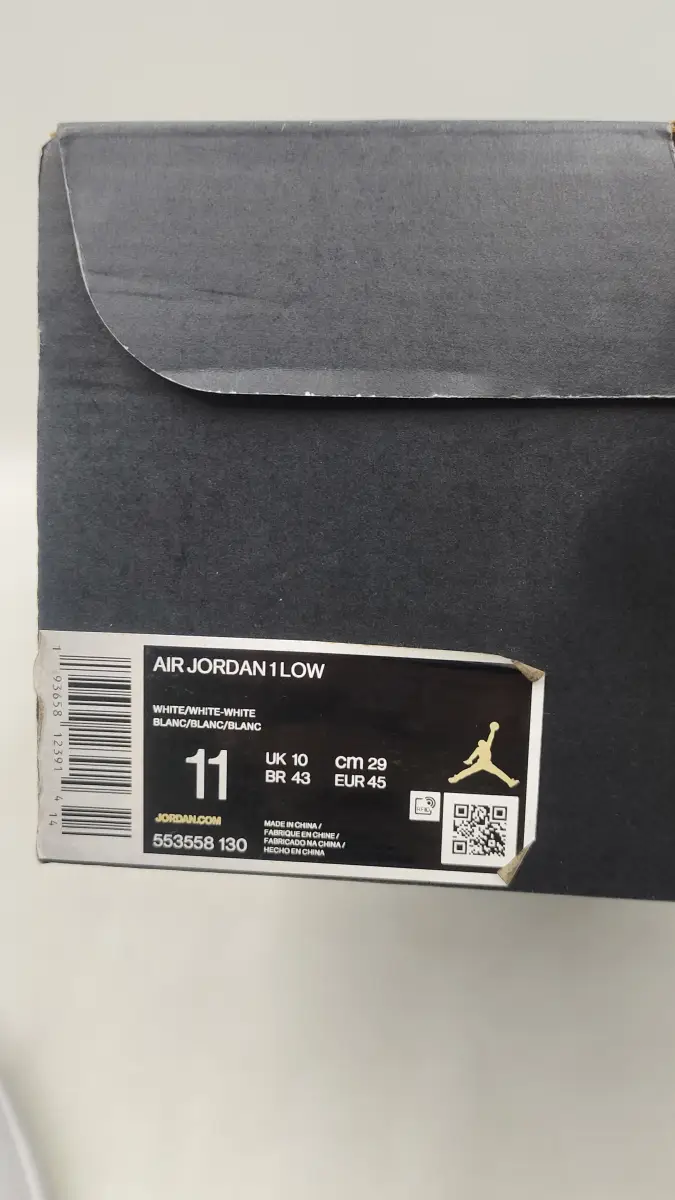 AIR JORDAN 1 LOW
WHITE/WHITE-WHITE
BLANC/BLANC/BLANC
11
UK 10
cm 29
BR 43
EUR 45
JORDAN.COM
553558 130
MADE IN CHINA /
FABRIQUE EN CHINE /
FABRICADO NA CHINA /
HECHO EN CHINA
1 93658 12391 4 14